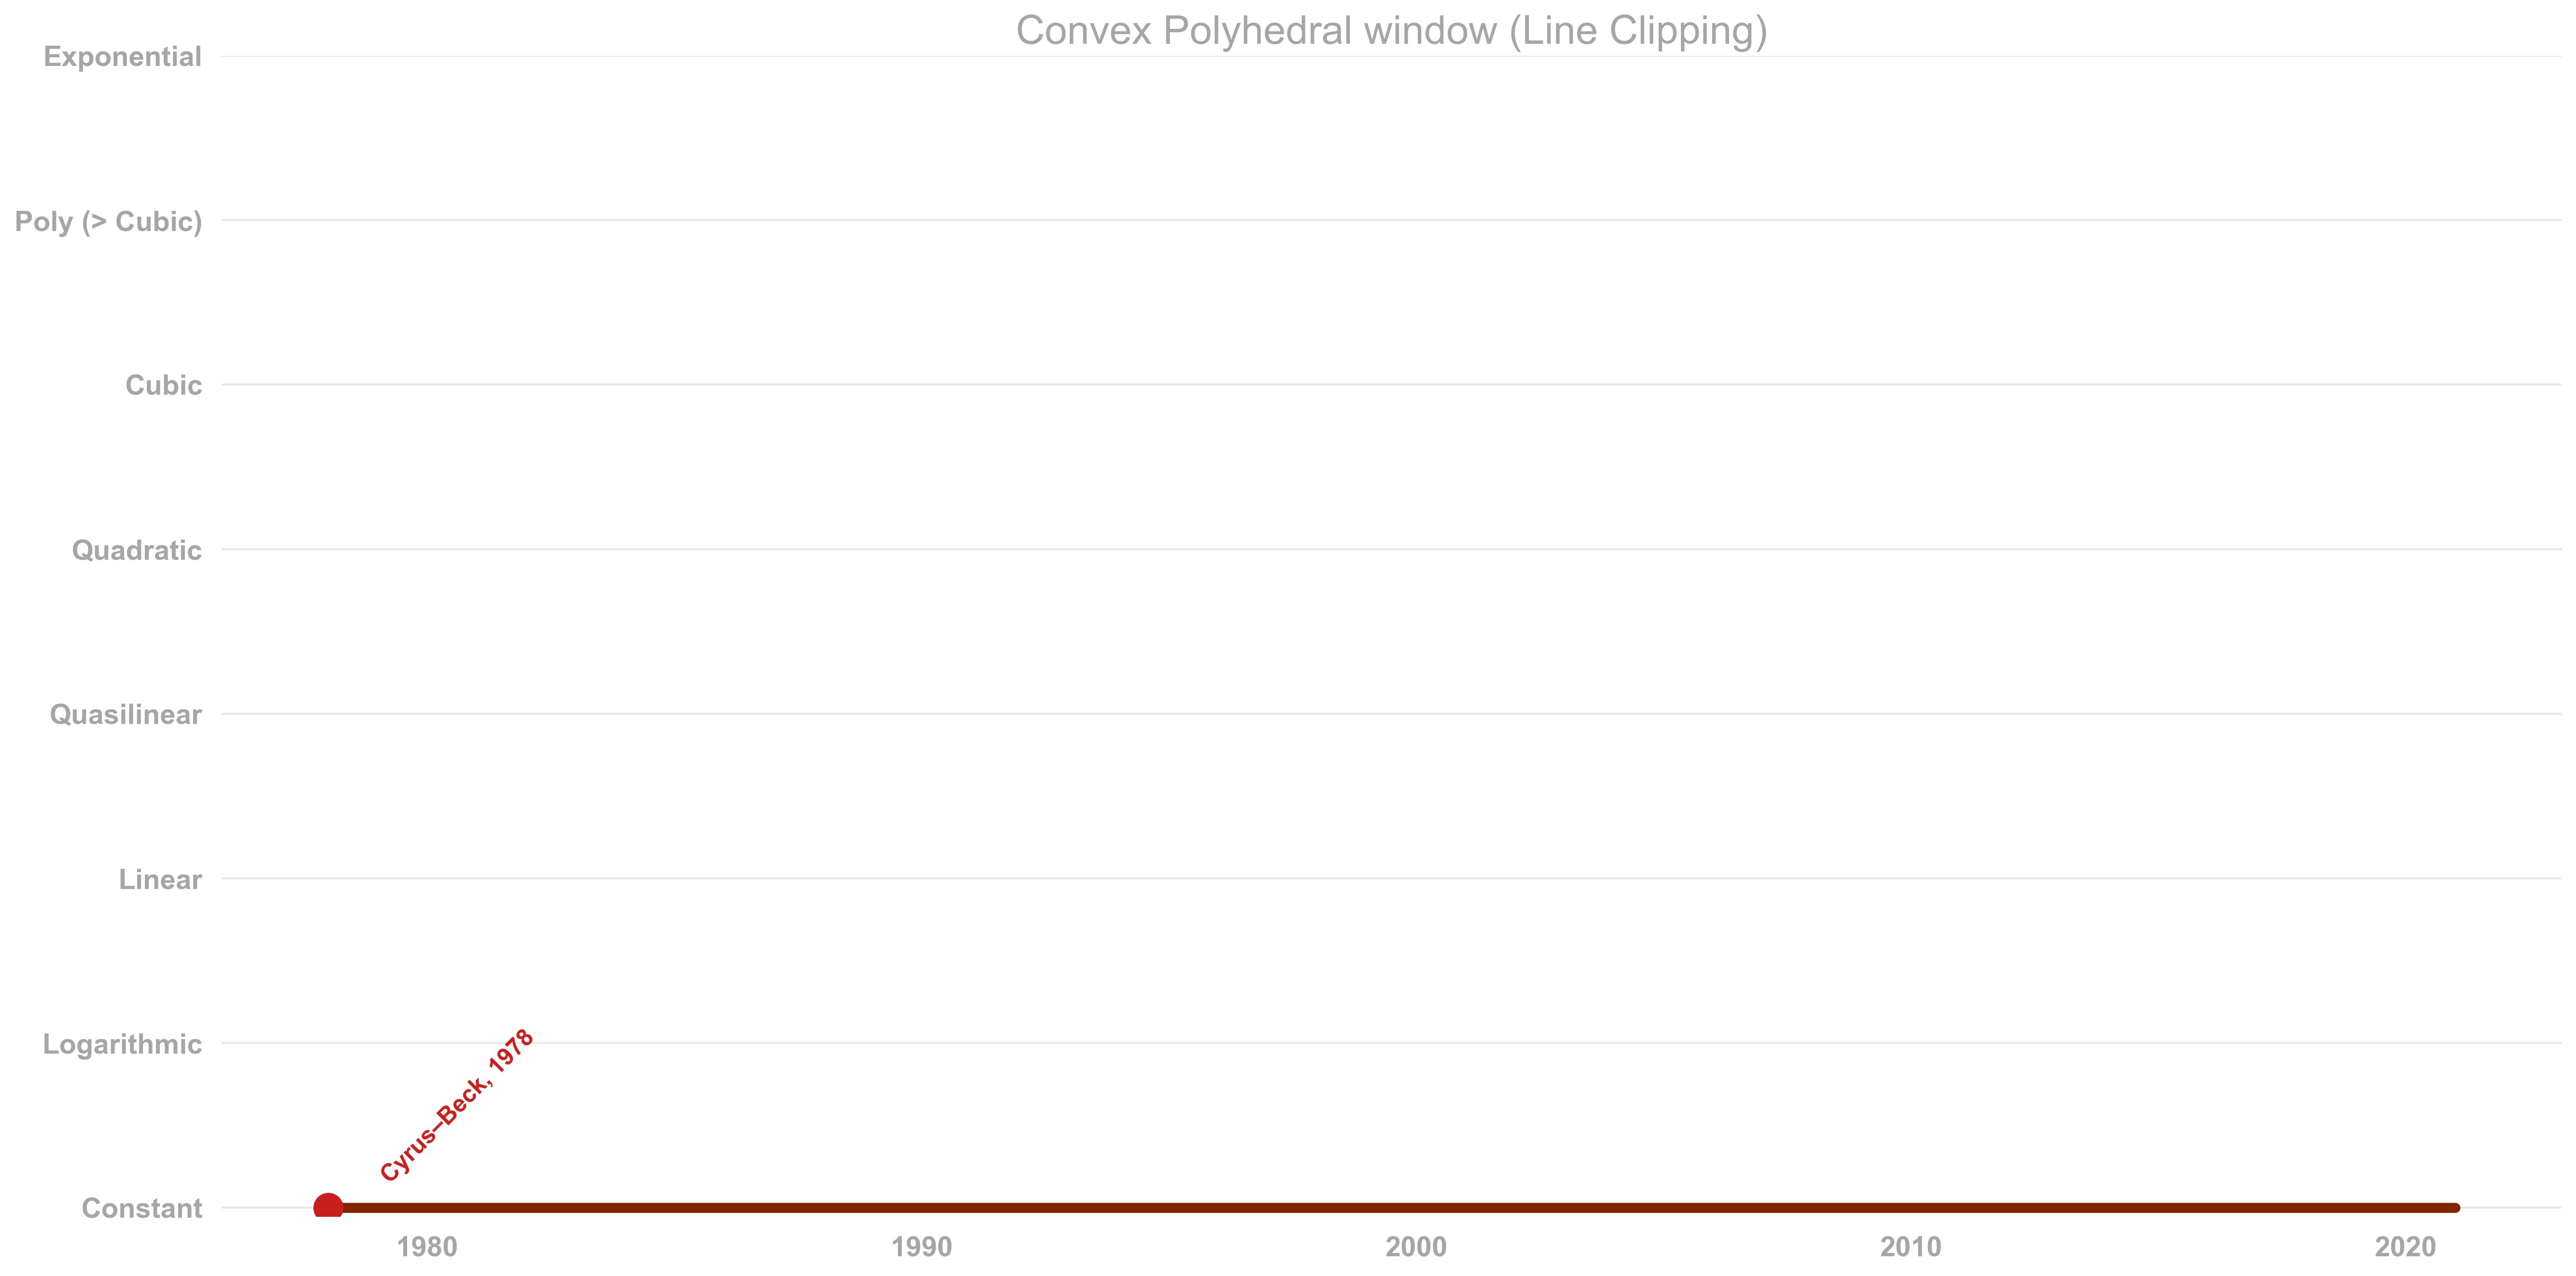 Convex Polyhedral window (Line Clipping)
Exponential
Poly (> Cubic)
Cubic
Quadratic
Quasilinear
Linear
Logarithmic
Constant
Cyrus–Beck, 1978
1980
1990
2000
2010
2020